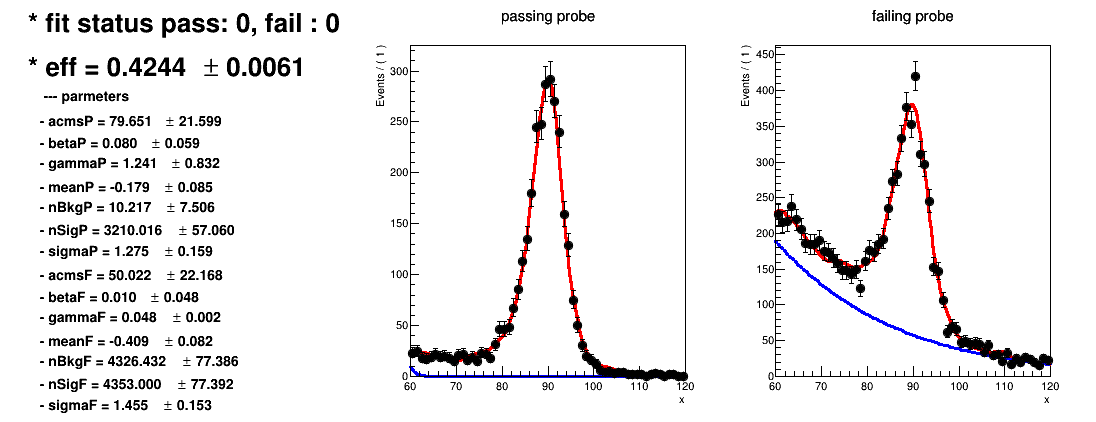 * fit status pass: 0, fail : 0
* eff = 0.4244 ± 0.0061
--- parmeters
- acmsP = 79.651 ± 21.599
- betaP = 0.080 ± 0.059
- gammaP = 1.241 ± 0.832
- meanP = -0.179 ± 0.085
- nBkgP = 10.217 ± 7.506
- nSigP = 3210.016 ± 57.060
- sigmaP = 1.275 ± 0.159
- acmsF = 50.022 ± 22.168
- betaF = 0.010 ± 0.048
- gammaF = 0.048 ± 0.002
- meanF = -0.409 ± 0.082
- nBkgF = 4326.432 ± 77.386
- nSigF = 4353.000 ± 77.392
- sigmaF = 1.455 ± 0.153
passing probe
Events / ( 1 )
300
250
200
150
100
50
0
60 70 80 90 100 110 120
x
failing probe
Events / ( 1 )
450
400
350
300
250
200
150
100
50
0
60 70 80 90 100 110 120
x